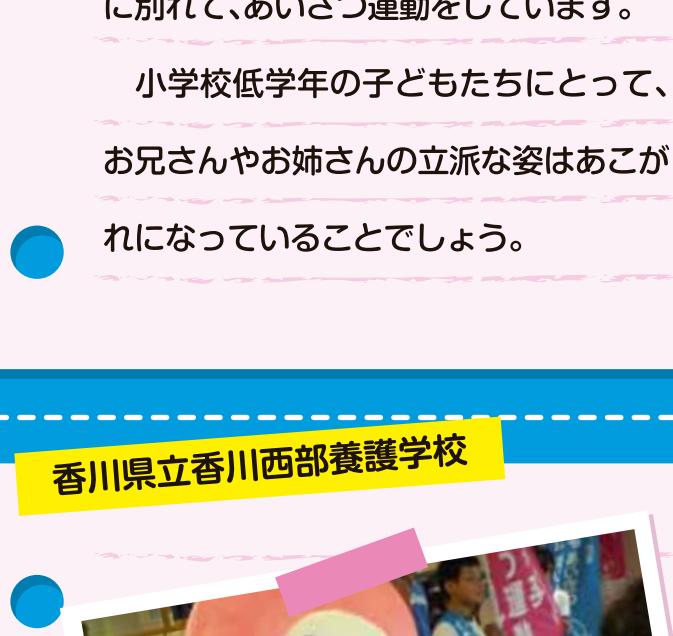 に別れて、あいさつ運動をしています。
小学校低学年の子どもたちにとって、
お兄さんやお姉さんの立派な姿はあこが
れになっていることでしょう。
香川県立香川西部養護学校